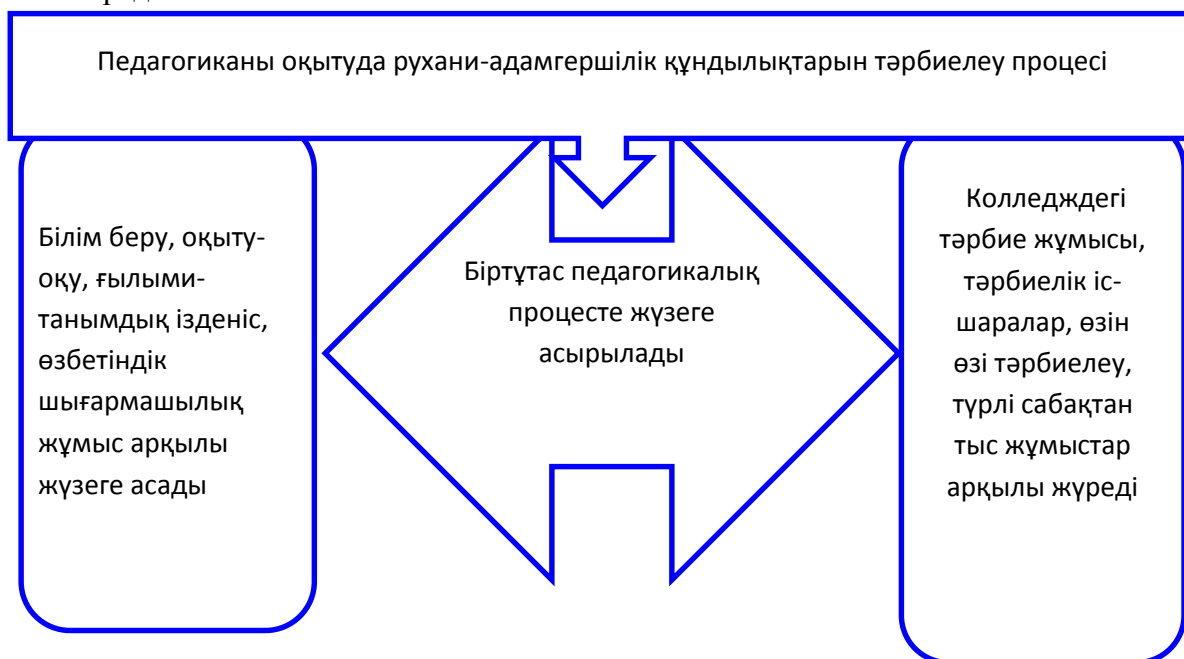 Педагогиканы оқытуда рухани-адамгершілік құндылықтарын тәрбиелеу процесі
Білім беру, оқыту-
оқу, ғылыми-
танымдық ізденіс,
өзбетіндік
шығармашылық
жұмыс арқылы
жүзеге асады
Біртұтас педагогикалық
процесте жүзеге
асырылады
Колледждегі
тәрбие жұмысы,
тәрбиелік іс-
шаралар, өзін
өзі тәрбиелеу,
түрлі сабақтан
тыс жұмыстар
арқылы жүреді